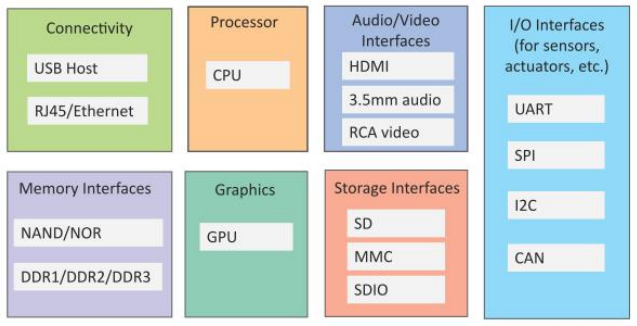 Connectivity
USB Host
RJ45/Ethernet
Processor
CPU
Audio/Video
Interfaces
HDMI
3.5mm audio
RCA video
I/O Interfaces
(for sensors,
actuators, etc.)
UART
SPI
I2C
CAN
Memory Interfaces
NAND/NOR
DDR1/DDR2/DDR3
Graphics
GPU
Storage Interfaces
SD
MMC
SDIO